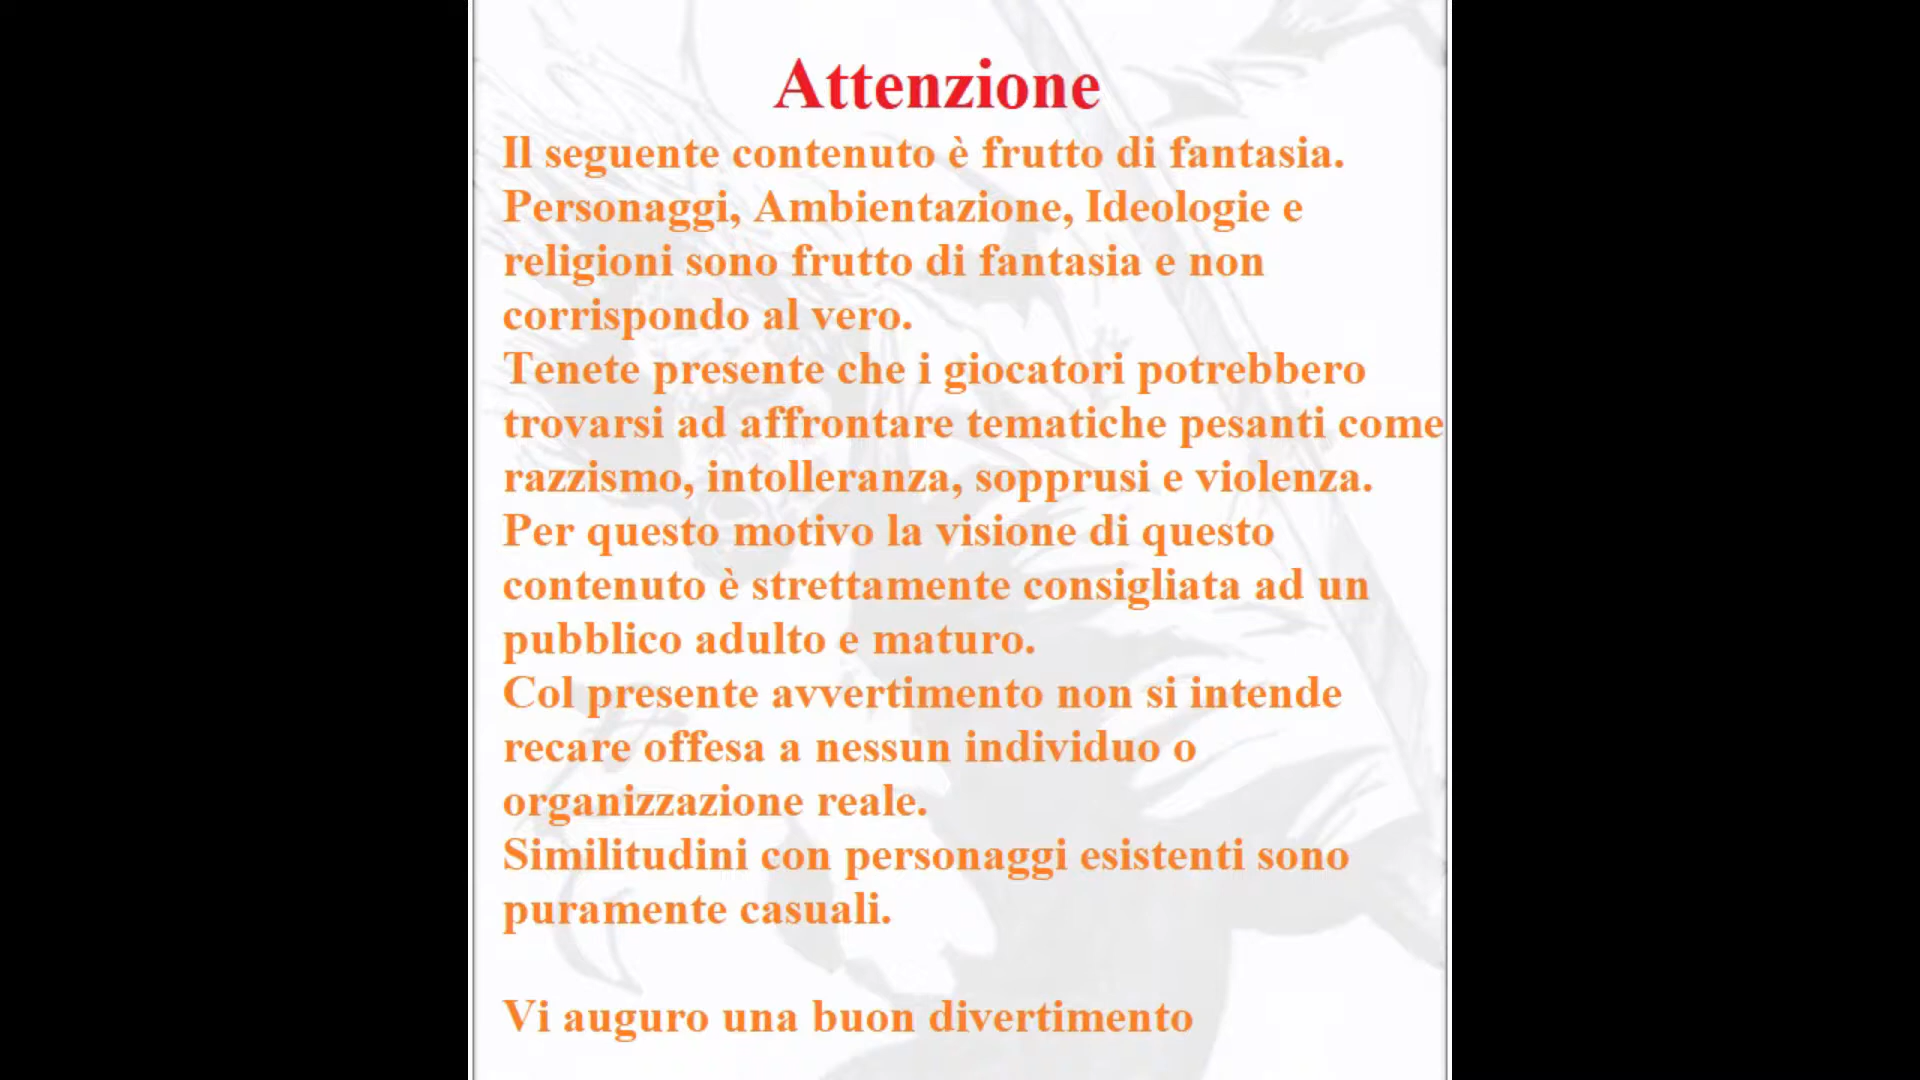 Attenzione
Il seguente contenuto è frutto di fantasia.
Personaggi, Ambientazione, Ideologie e
religioni sono frutto di fantasia e non
corrispondo al vero.
Tenete presente che i giocatori potrebbero
trovarsi ad affrontare tematiche pesanti come
razzismo, intolleranza, sopprusi e violenza.
Per questo motivo la visione di questo
contenuto è strettamente consigliata ad un
pubblico adulto e maturo.
Col presente avvertimento non si intende
recare offesa a nessun individuo o
organizzazione reale.
Similitudini con personaggi esistenti sono
puramente casuali.
Vi auguro una buon divertimento